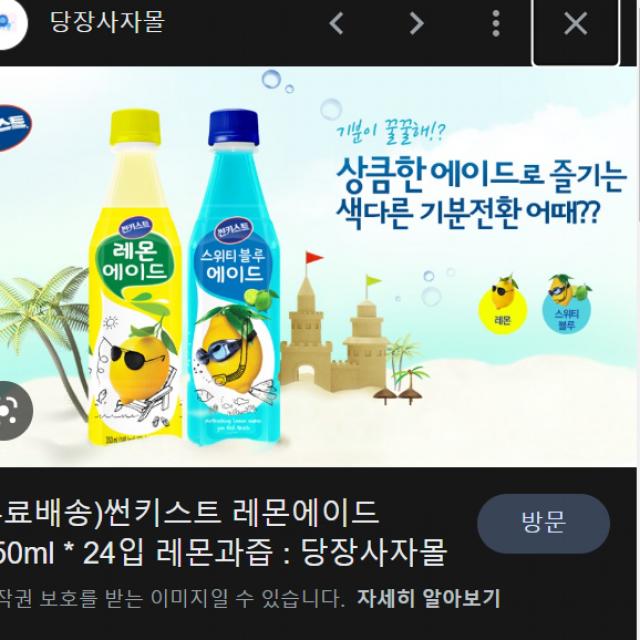 당장사자몰
스트
기분이 꿀꿀해!?
상큼한 에이드로 즐기는
색다른 기분전환 어때??
썬키스트
레몬
에이드
썬키스트
스위티 블루
에이드
레몬
스위티
블루
료배송)썬키스트 레몬에이드
50ml * 24입 레몬과즙 : 당장사자몰
방문
작권 보호를 받는 이미지일 수 있습니다. 자세히 알아보기